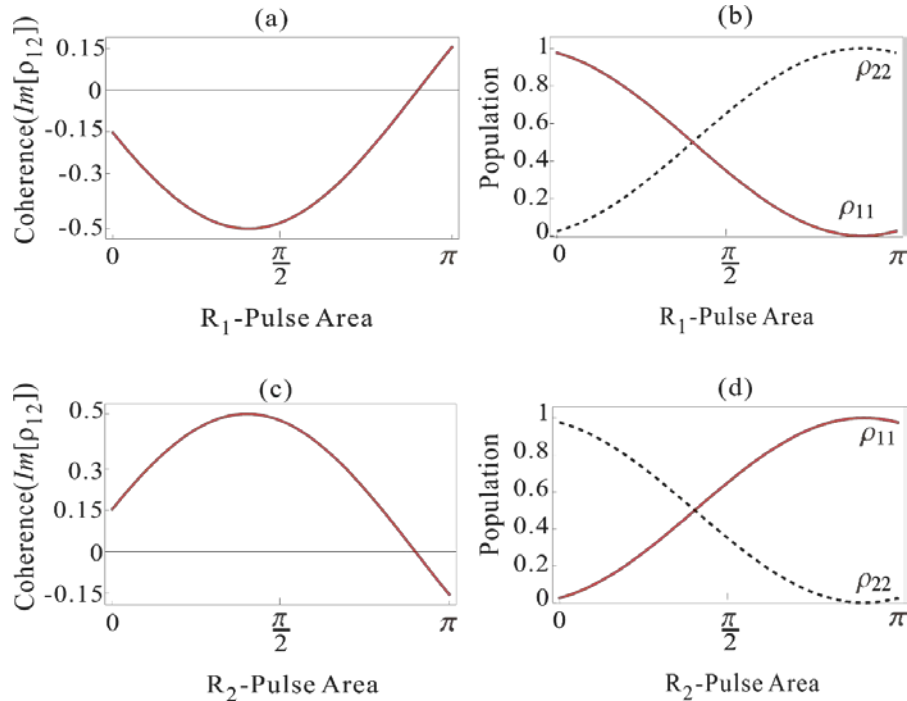 (a)
Coherence(Im[ρ12])
0.15
0
-0.15
-0.3
-0.5
0
π/2
π
R1-Pulse Area
(b)
Population
1
0.8
0.6
0.4
0.2
0
ρ22
ρ11
0
π/2
π
R1-Pulse Area
(c)
Coherence(Im[ρ12])
0.5
0.3
0.15
0
-0.15
0
π/2
π
R2-Pulse Area
(d)
Population
1
0.8
0.6
0.4
0.2
0
ρ11
ρ22
0
π/2
π
R2-Pulse Area